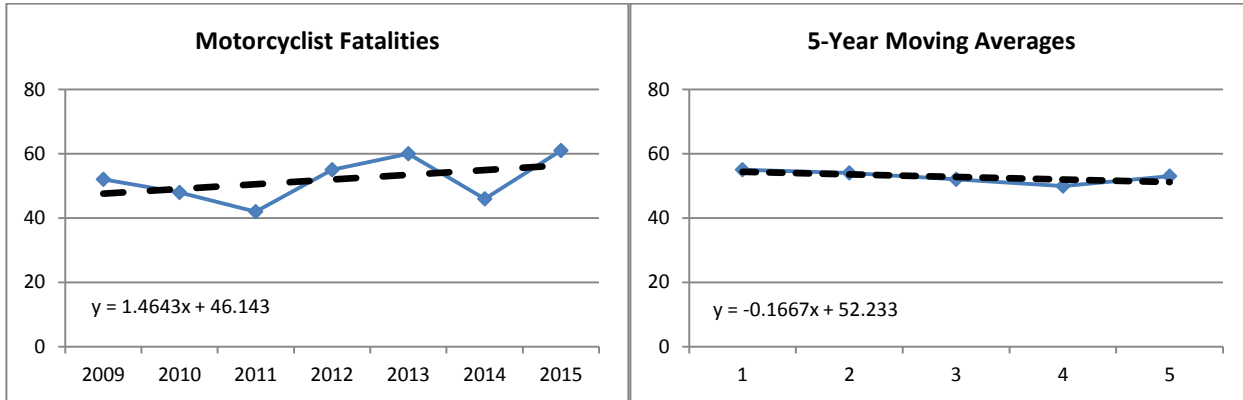 Motorcyclist Fatalities
80
60
40
20
0
y = 1.4643x + 46.143
2009 2010 2011 2012 2013 2014 2015
5-Year Moving Averages
80
60
40
20
0
y = -0.1667x + 52.233
1 2 3 4 5